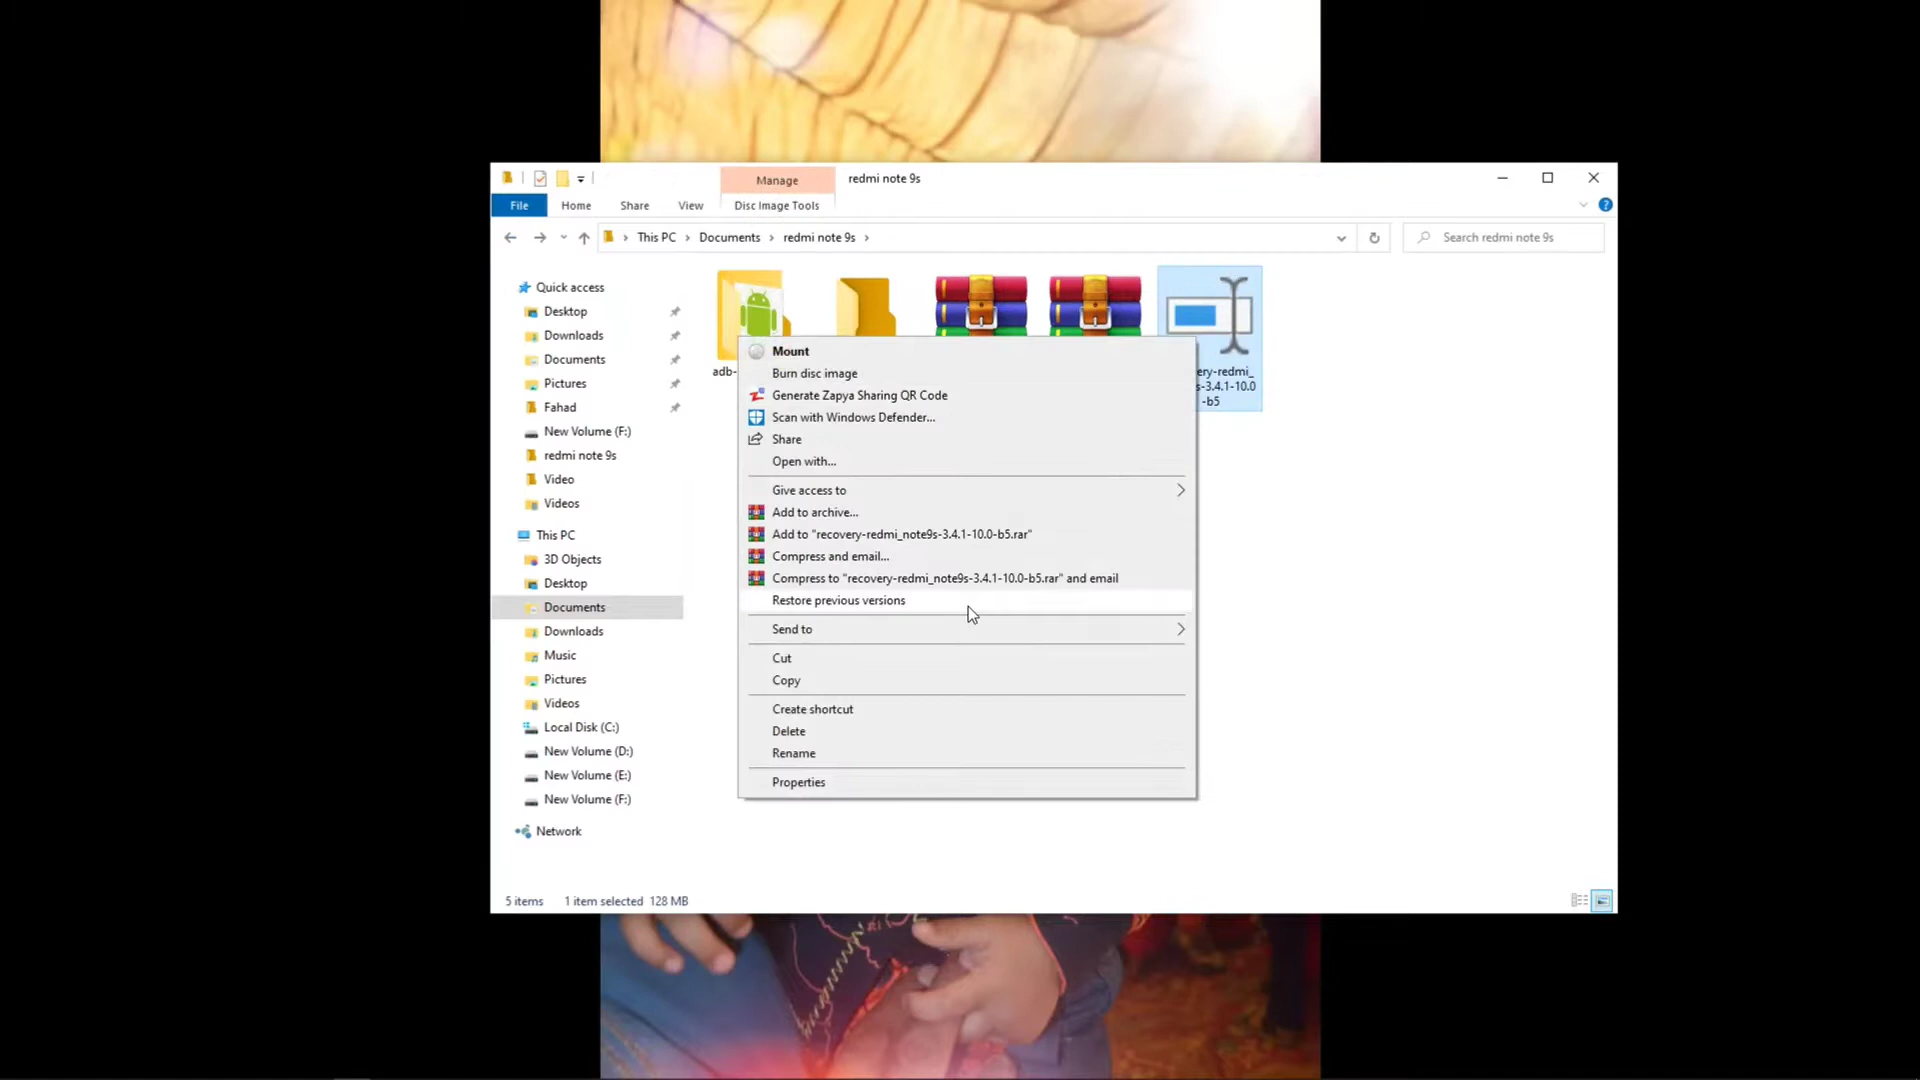 Manage
redmi note 9s
File
Home
Share
View
Disc Image Tools
This PC
Documents
redmi note 9s
Search redmi note 9s
Quick access
Desktop
Downloads
Documents
Pictures
Fahad
New Volume (F:)
redmi note 9s
Video
Videos
This PC
3D Objects
Desktop
Documents
Downloads
Music
Pictures
Videos
Local Disk (C:)
New Volume (D:)
New Volume (E:)
New Volume (F:)
Network
adb-
overy-redmi_
s-3.4.1-10.0
-b5
Mount
Burn disc image
Generate Zapya Sharing QR Code
Scan with Windows Defender...
Share
Open with...
Give access to
Add to archive...
Add to "recovery-redmi_note9s-3.4.1-10.0-b5.rar"
Compress and email...
Compress to "recovery-redmi_note9s-3.4.1-10.0-b5.rar" and email
Restore previous versions
Send to
Cut
Copy
Create shortcut
Delete
Rename
Properties
5 items 1 item selected 128 MB